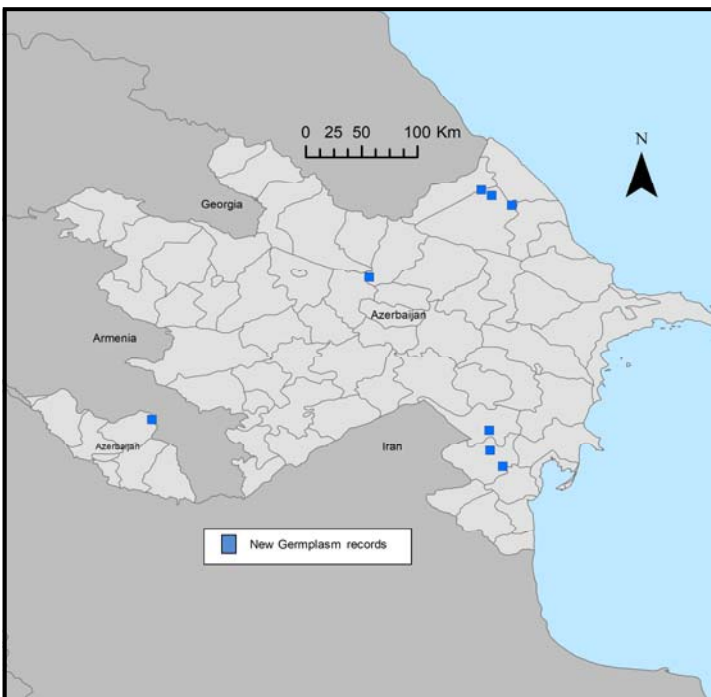 0 25 50 100 Km
N
Georgia
Azerbaijan
Armenia
Azerbaijan
Iran
New Germplasm records